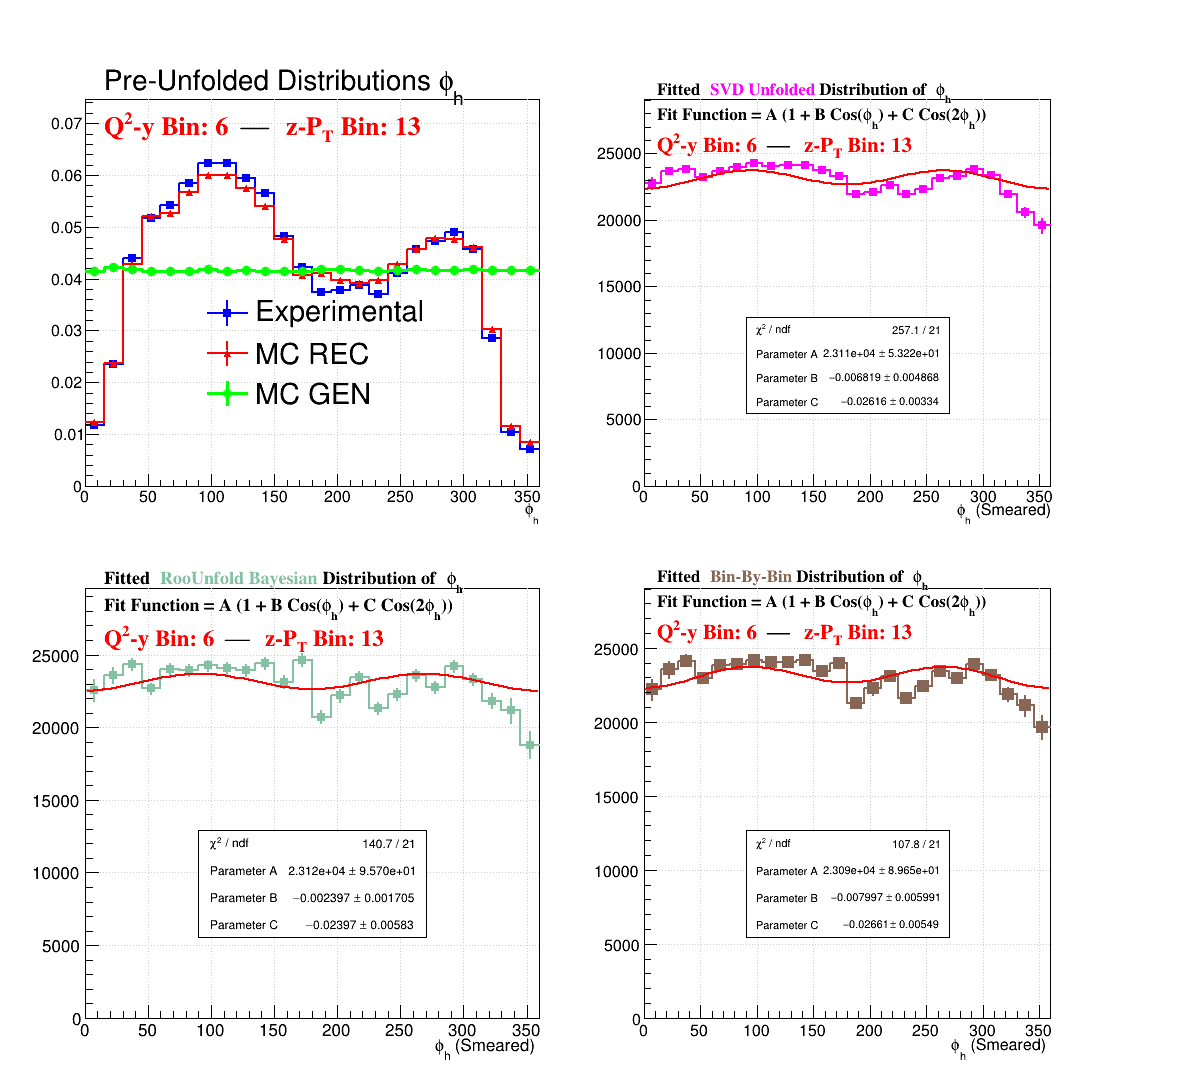 Pre-Unfolded Distributions ϕh
Q2-y Bin: 6 — z-PT Bin: 13
0.07
0.06
0.05
0.04
0.03
0.02
0.01
0
Experimental
MC REC
MC GEN
0 50 100 150 200 250 300 350
ϕh
Fitted SVD Unfolded Distribution of ϕh
Fit Function = A (1 + B Cos(ϕh) + C Cos(2ϕh))
Q2-y Bin: 6 — z-PT Bin: 13
25000
20000
15000
10000
5000
0
χ2 / ndf 257.1 / 21
Parameter A 2.311e+04 ± 5.322e+01
Parameter B −0.006819 ± 0.004868
Parameter C −0.02616 ± 0.00334
0 50 100 150 200 250 300 350
ϕh (Smeared)
Fitted RooUnfold Bayesian Distribution of ϕh
Fit Function = A (1 + B Cos(ϕh) + C Cos(2ϕh))
Q2-y Bin: 6 — z-PT Bin: 13
25000
20000
15000
10000
5000
0
χ2 / ndf 140.7 / 21
Parameter A 2.312e+04 ± 9.570e+01
Parameter B −0.002397 ± 0.001705
Parameter C −0.02397 ± 0.00583
0 50 100 150 200 250 300 350
ϕh (Smeared)
Fitted Bin-By-Bin Distribution of ϕh
Fit Function = A (1 + B Cos(ϕh) + C Cos(2ϕh))
Q2-y Bin: 6 — z-PT Bin: 13
25000
20000
15000
10000
5000
0
χ2 / ndf 107.8 / 21
Parameter A 2.309e+04 ± 8.965e+01
Parameter B −0.007997 ± 0.005991
Parameter C −0.02661 ± 0.00549
0 50 100 150 200 250 300 350
ϕh (Smeared)